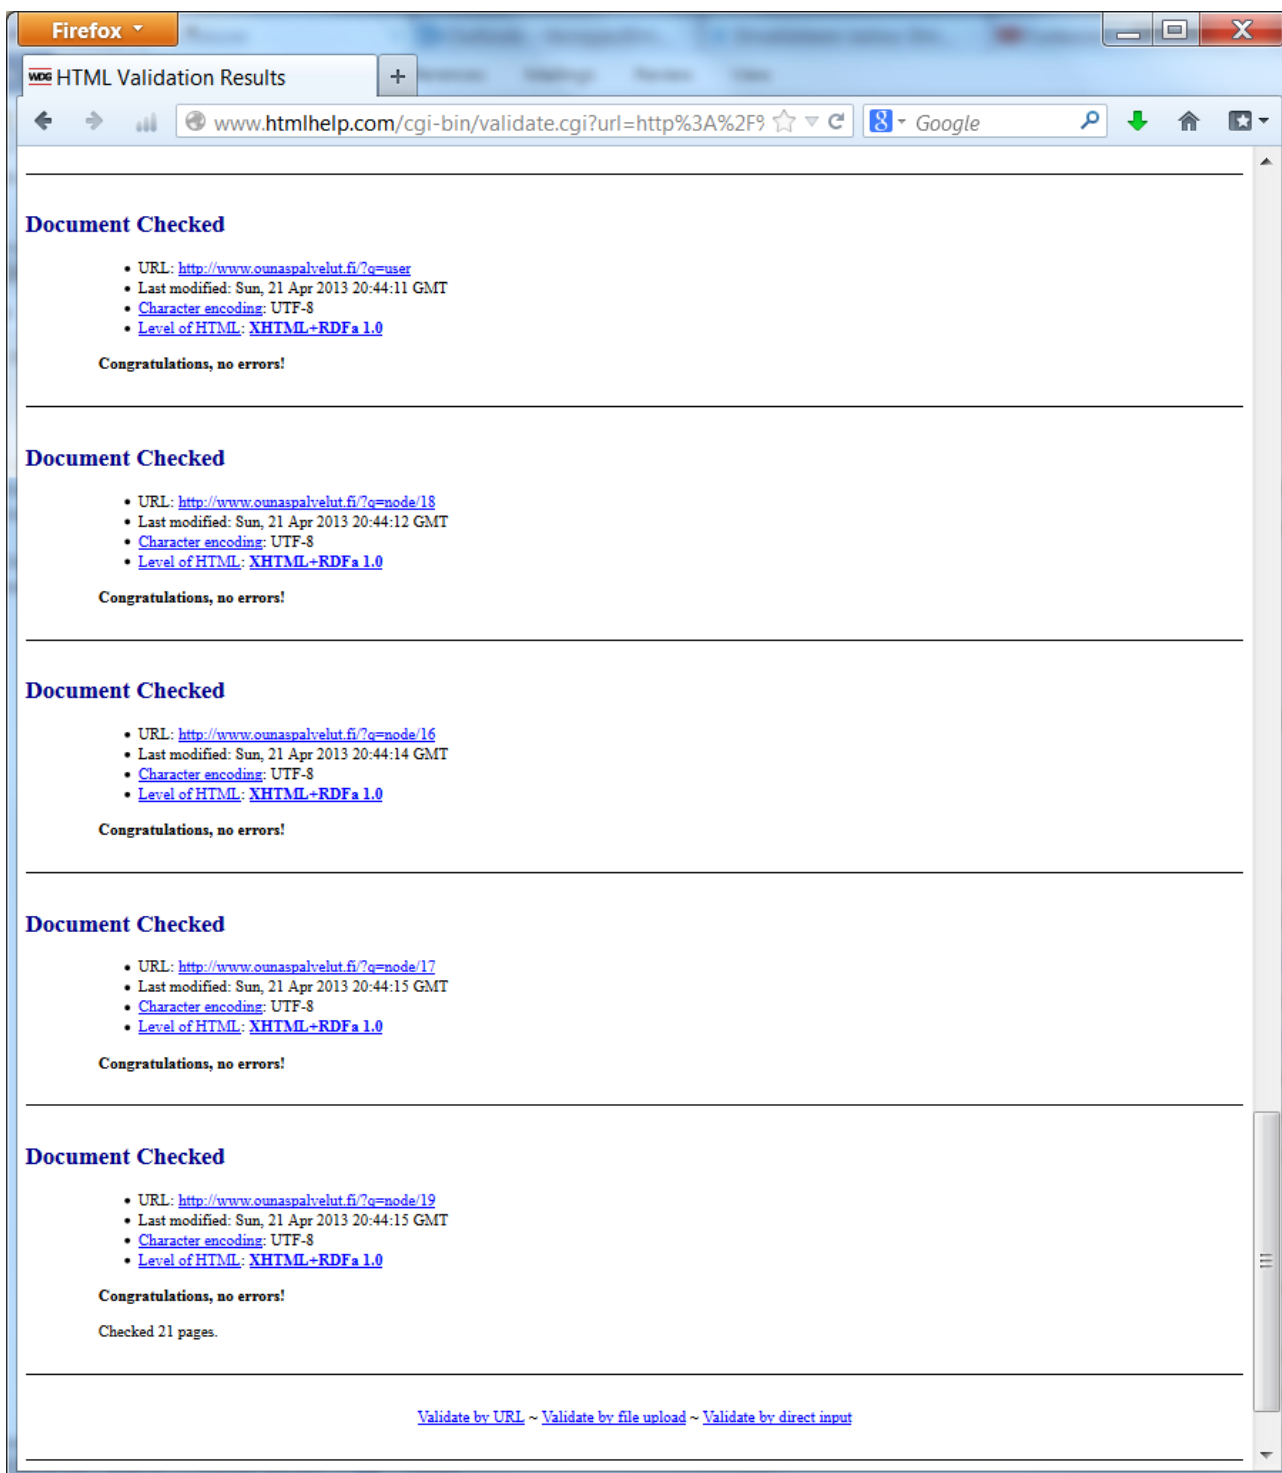 Firefox
WDG HTML Validation Results
+
www.htmlhelp.com/cgi-bin/validate.cgi?url=http%3A%2F%
8 Google
Document Checked
• URL: http://www.ounaspalvelut.fi/?q=user
• Last modified: Sun, 21 Apr 2013 20:44:11 GMT
• Character encoding: UTF-8
• Level of HTML: XHTML+RDFa 1.0
Congratulations, no errors!
Document Checked
• URL: http://www.ounaspalvelut.fi/?q=node/18
• Last modified: Sun, 21 Apr 2013 20:44:12 GMT
• Character encoding: UTF-8
• Level of HTML: XHTML+RDFa 1.0
Congratulations, no errors!
Document Checked
• URL: http://www.ounaspalvelut.fi/?q=node/16
• Last modified: Sun, 21 Apr 2013 20:44:14 GMT
• Character encoding: UTF-8
• Level of HTML: XHTML+RDFa 1.0
Congratulations, no errors!
Document Checked
• URL: http://www.ounaspalvelut.fi/?q=node/17
• Last modified: Sun, 21 Apr 2013 20:44:15 GMT
• Character encoding: UTF-8
• Level of HTML: XHTML+RDFa 1.0
Congratulations, no errors!
Document Checked
• URL: http://www.ounaspalvelut.fi/?q=node/19
• Last modified: Sun, 21 Apr 2013 20:44:15 GMT
• Character encoding: UTF-8
• Level of HTML: XHTML+RDFa 1.0
Congratulations, no errors!
Checked 21 pages.
Validate by URL ~ Validate by file upload ~ Validate by direct input